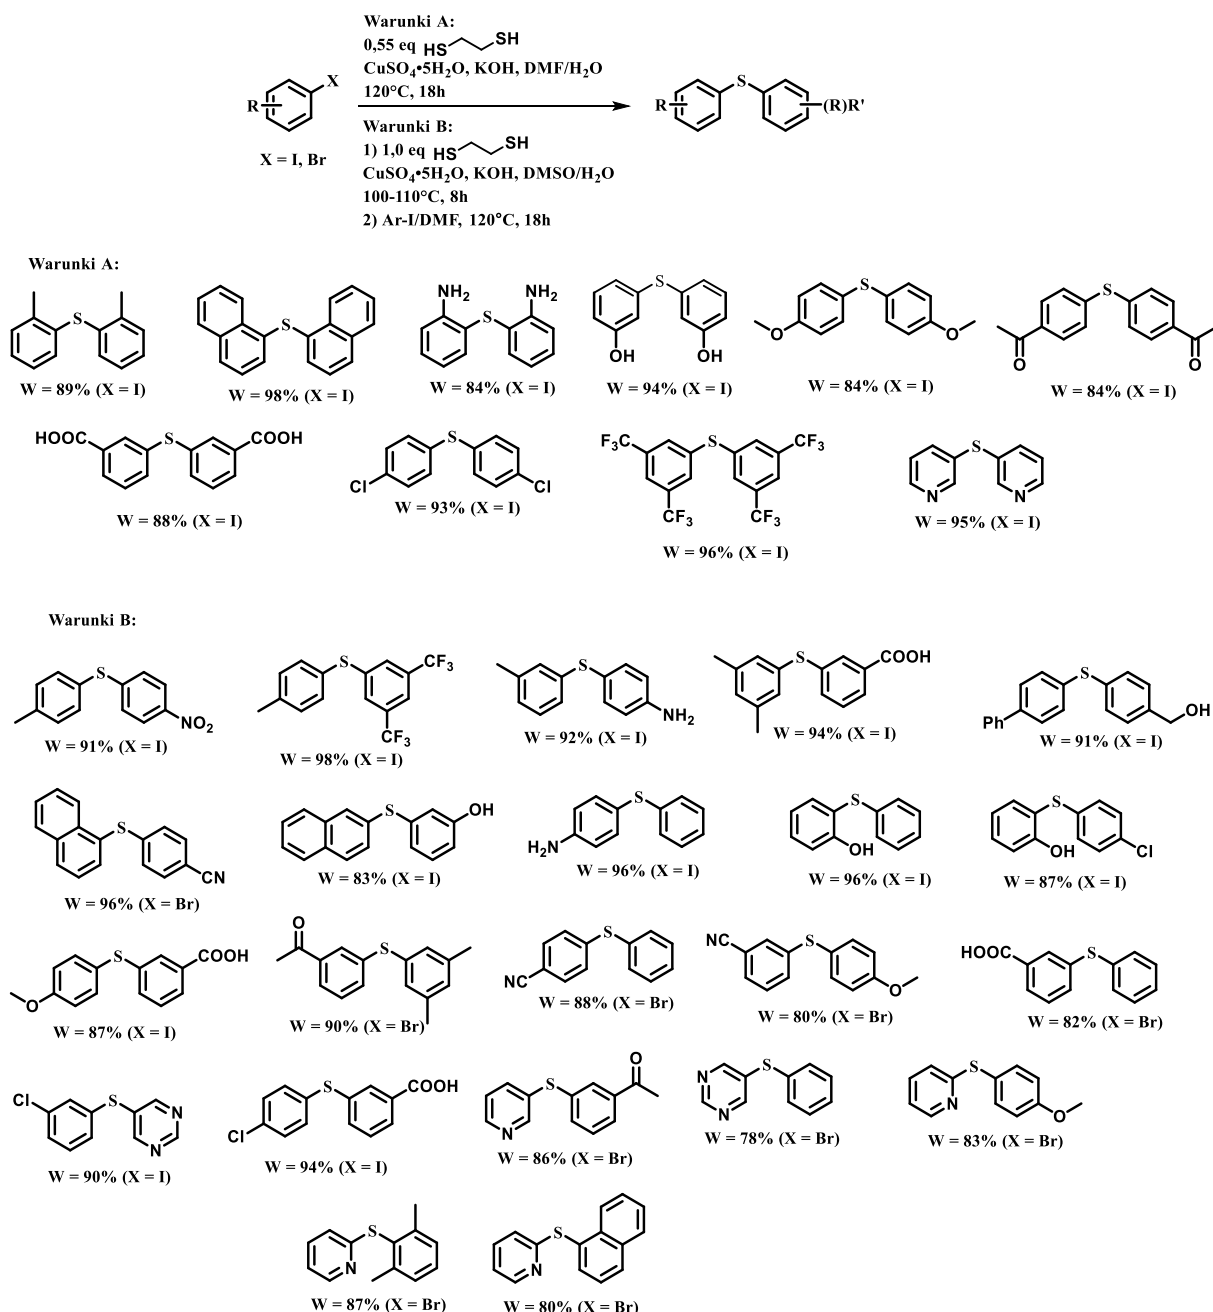 Warunki A:
0,55 eq HS SH
CuSO4•5H2O, KOH, DMF/H2O
120°C, 18h
R X
X = I, Br
R S (R)R'
Warunki B:
1) 1,0 eq HS SH
CuSO4•5H2O, KOH, DMSO/H2O
100-110°C, 8h
2) Ar-I/DMF, 120°C, 18h
Warunki A:
S
W = 89% (X = I)
S
W = 98% (X = I)
NH2 S NH2
W = 84% (X = I)
S OH OH
W = 94% (X = I)
S O O
W = 84% (X = I)
S O O
W = 84% (X = I)
HOOC S COOH
W = 88% (X = I)
S Cl Cl
W = 93% (X = I)
F3C S CF3
CF3 CF3
W = 96% (X = I)
S N N
W = 95% (X = I)
Warunki B:
S NO2
W = 91% (X = I)
S CF3
CF3
W = 98% (X = I)
S NH2
W = 92% (X = I)
S COOH
W = 94% (X = I)
S Ph OH
W = 91% (X = I)
S CN
W = 96% (X = Br)
S OH
W = 83% (X = I)
S H2N
W = 96% (X = I)
S OH
W = 96% (X = I)
S OH Cl
W = 87% (X = I)
S COOH O
W = 87% (X = I)
O S
W = 90% (X = Br)
S NC
W = 88% (X = Br)
NC S O
W = 80% (X = Br)
HOOC S
W = 82% (X = Br)
Cl S N N
W = 90% (X = I)
S COOH Cl
W = 94% (X = I)
S O N
W = 86% (X = Br)
N S N
W = 78% (X = Br)
S N O
W = 83% (X = Br)
S N
W = 87% (X = Br)
S N
W = 80% (X = Br)